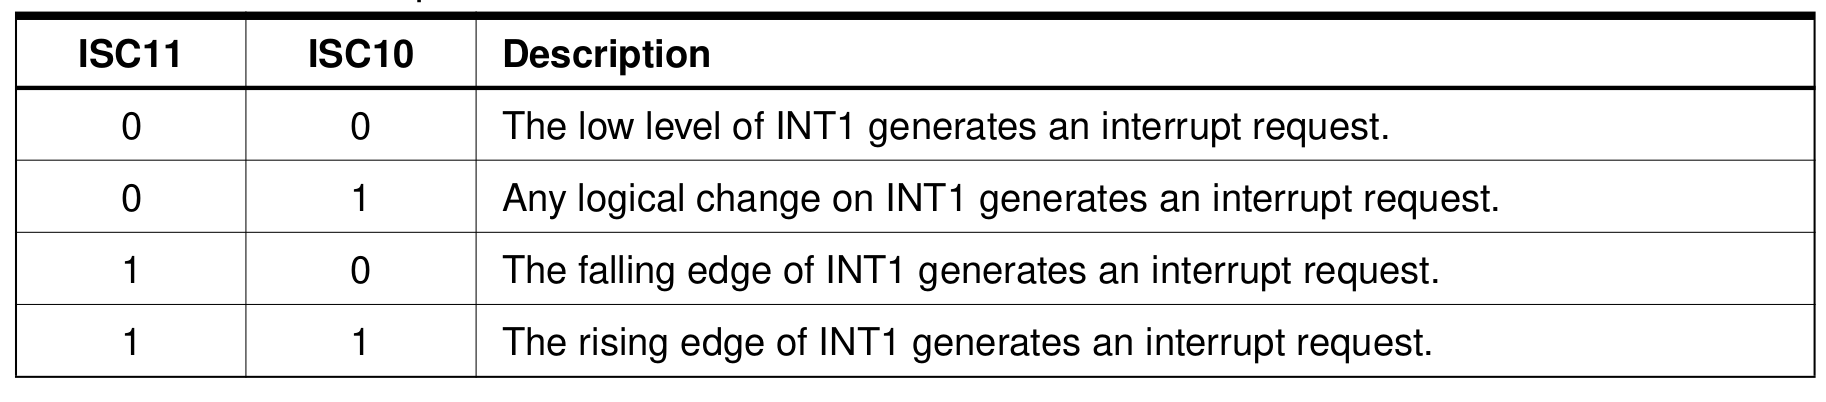 ISC11 ISC10 Description
0 0 The low level of INT1 generates an interrupt request.
0 1 Any logical change on INT1 generates an interrupt request.
1 0 The falling edge of INT1 generates an interrupt request.
1 1 The rising edge of INT1 generates an interrupt request.